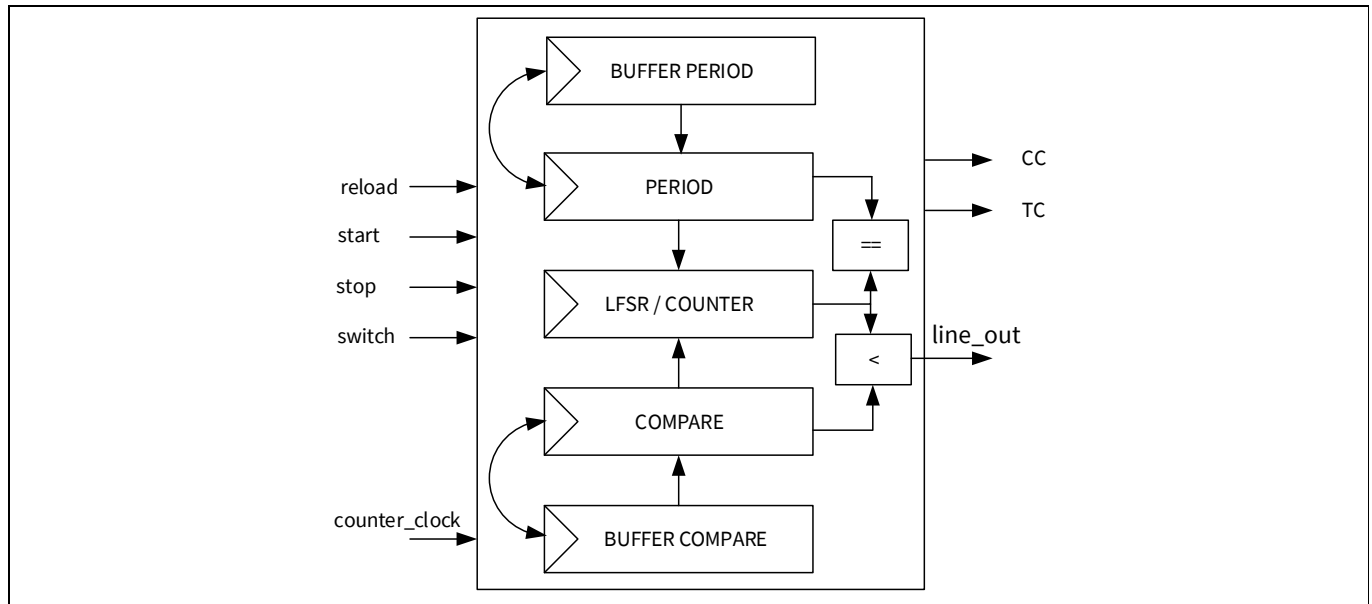 BUFFER PERIOD
PERIOD
LFSR / COUNTER
COMPARE
BUFFER COMPARE
reload
start
stop
switch
counter_clock
==
<
CC
TC
line_out